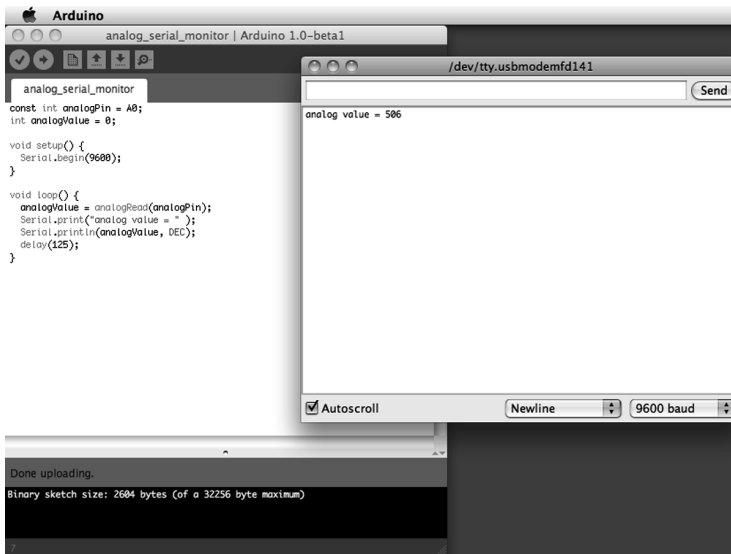 Arduino
analog_serial_monitor | Arduino 1.0-beta1
analog_serial_monitor
const int analogPin = A0;
int analogValue = 0;
void setup() {
Serial.begin(9600);
}
void loop() {
analogValue = analogRead(analogPin);
Serial.print("analog value = " );
Serial.println(analogValue, DEC);
delay(125);
}
Done uploading.
Binary sketch size: 2604 bytes (of a 32256 byte maximum)
7
/dev/tty.usbmodemfd141
Send
analog value = 506
Autoscroll
Newline
9600 baud